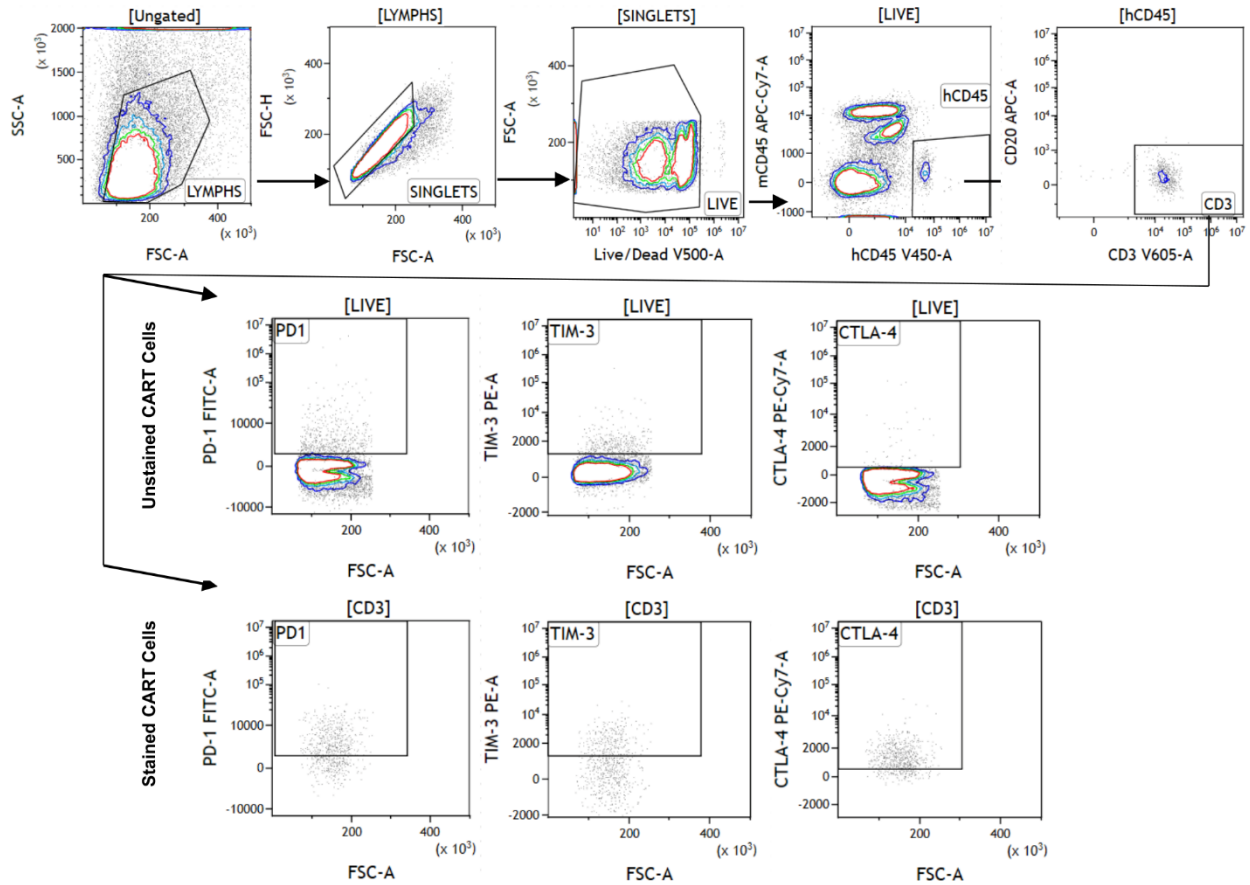 [Ungated]
[LYMPHS]
[SINGLETS]
[LIVE]
[hCD45]
2000
1500
1000
500
(x 10³)
SSC-A
LYMPHS
200
400
(x 10³)
FSC-A
400
200
(x 10³)
FSC-H
SINGLETS
200
400
(x 10³)
FSC-A
400
200
(x 10³)
FSC-A
LIVE
10¹
10²
10³
10⁴
10⁵
10⁶
10⁷
Live/Dead V500-A
10⁷
10⁶
10⁵
10⁴
1000
0
-1000
mCD45 APC-Cy7-A
hCD45
0
10⁴
10⁵
10⁶
10⁷
hCD45 V450-A
10⁷
10⁶
10⁵
10⁴
10³
0
CD20 APC-A
CD3
0
10⁴
10⁵
10⁶
10⁷
CD3 V605-A
Unstained CART Cells
[LIVE]
[LIVE]
[LIVE]
PD1
10⁷
10⁶
10⁵
10000
0
-10000
PD-1 FITC-A
200
400
(x 10³)
FSC-A
TIM-3
10⁷
10⁶
10⁵
10⁴
2000
0
-2000
TIM-3 PE-A
200
400
(x 10³)
FSC-A
CTLA-4
10⁷
10⁶
10⁵
10⁴
2000
0
-2000
CTLA-4 PE-Cy7-A
200
400
(x 10³)
FSC-A
Stained CART Cells
[CD3]
[CD3]
[CD3]
PD1
10⁷
10⁶
10⁵
10000
0
-10000
PD-1 FITC-A
200
400
(x 10³)
FSC-A
TIM-3
10⁷
10⁶
10⁵
10⁴
2000
0
-2000
TIM-3 PE-A
200
400
(x 10³)
FSC-A
CTLA-4
10⁷
10⁶
10⁵
10⁴
2000
0
-2000
CTLA-4 PE-Cy7-A
200
400
(x 10³)
FSC-A